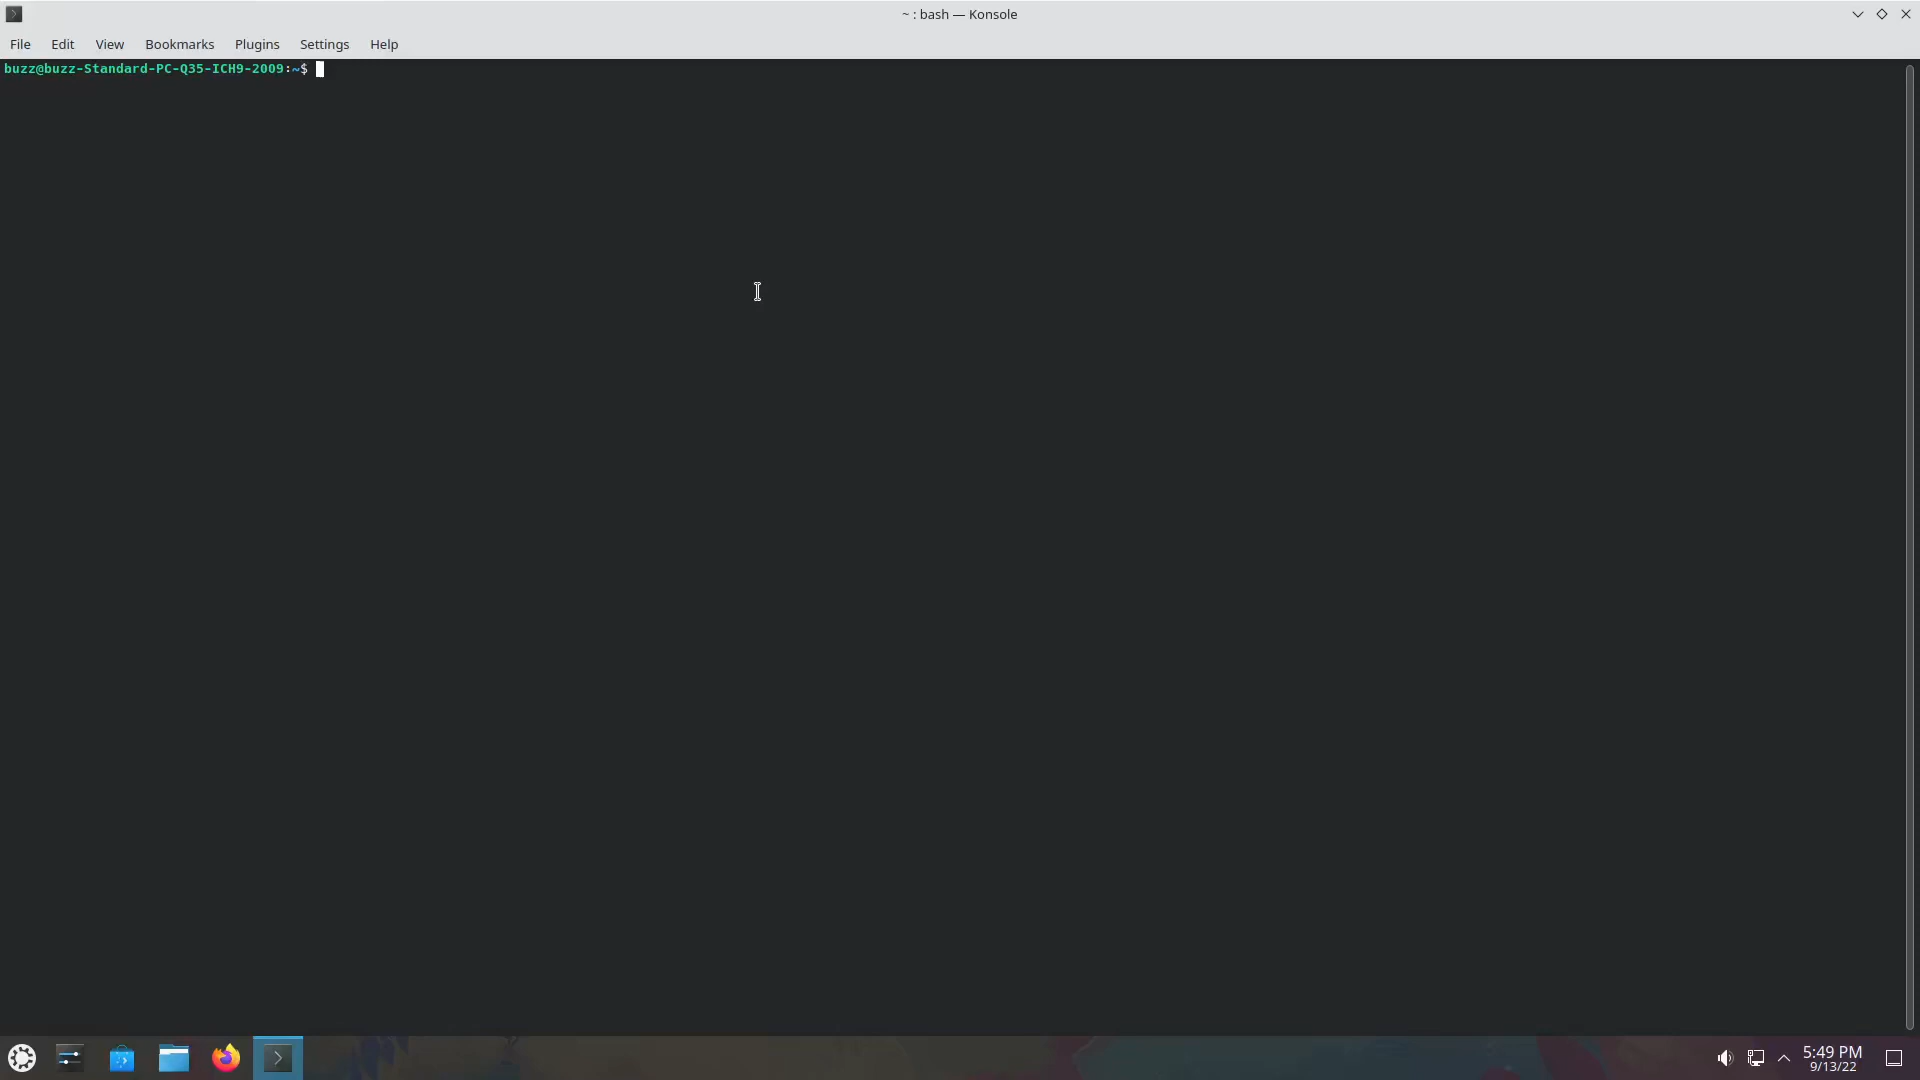 ~ : bash — Konsole
File Edit View Bookmarks Plugins Settings Help
buzz@buzz-Standard-PC-Q35-ICH9-2009:~$
5:49 PM
9/13/22